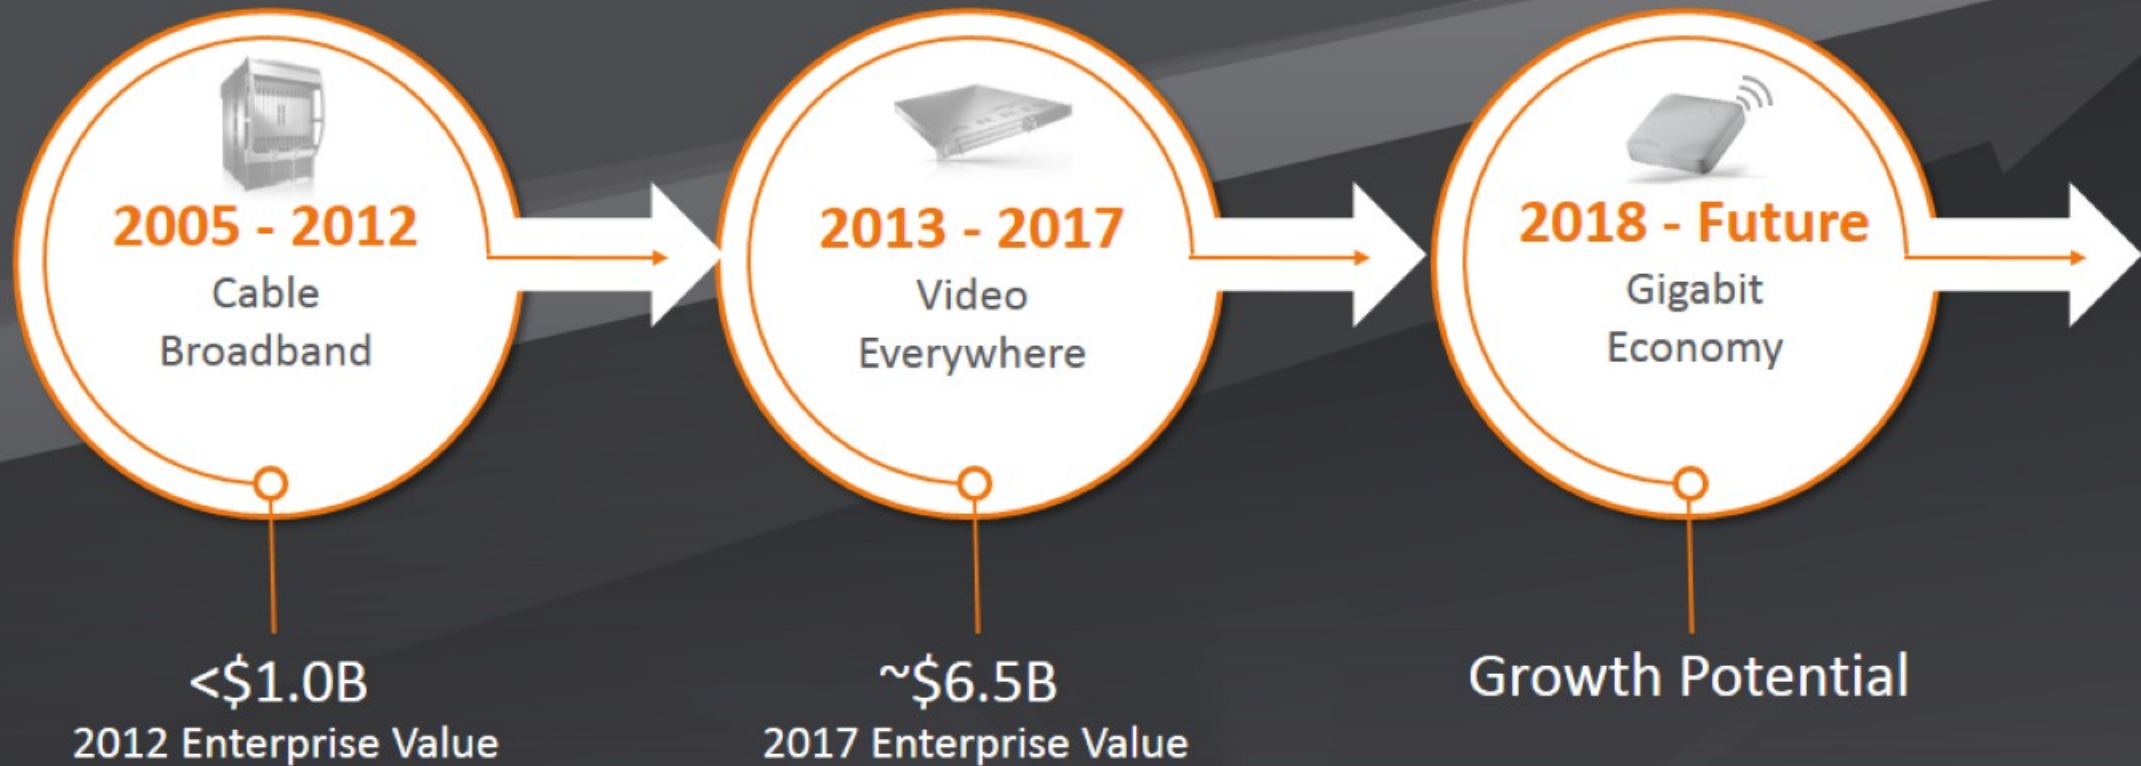 2005 - 2012
Cable
Broadband
<$1.0B
2012 Enterprise Value
ARRIS
2013 - 2017
Video
Everywhere
~$6.5B
2017 Enterprise Value
2018 - Future
Gigabit
Economy
Growth Potential